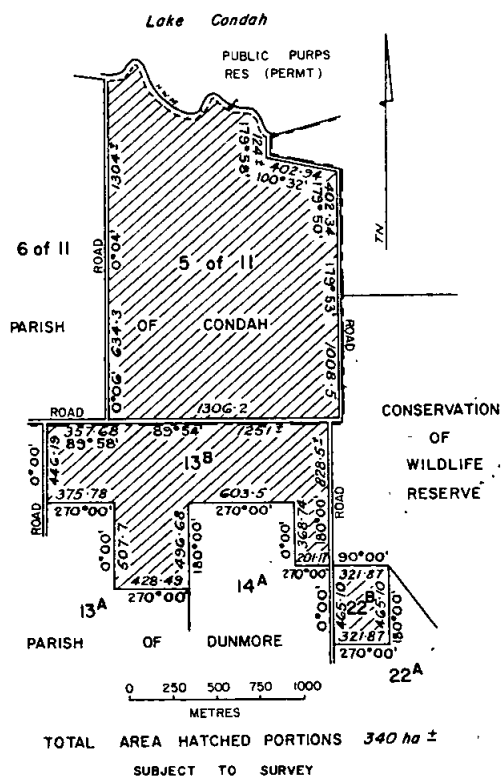 Lake Condah
PUBLIC PURPS
RES (PERMT)
H.W.M.
TN
124 ±
179°58'
402.94
100°32'
402.34
179°50'
1304 ±
0°04'
ROAD
6 of 11
5 of 11
179°53'
1008.5
ROAD
PARISH OF CONDAH
634.3
0°06'
1306.2
ROAD
357.68
89°58'
89°54'
1251 ±
CONSERVATION
OF
WILDLIFE
RESERVE
446.19
0°00'
ROAD
13B
828.5 ±
180°00'
375.78
270°00'
603.5
270°00'
368.74
0°00'
ROAD
507.7
0°00'
496.68
180°00'
201.17
270°00'
90°00'
321.87
428.49
270°00'
14A
13A
0°00'
465.10
22B
465.10
180°00'
321.87
270°00'
PARISH OF DUNMORE
22A
0 250 500 750 1000
METRES
TOTAL AREA HATCHED PORTIONS 340 ha ±
SUBJECT TO SURVEY